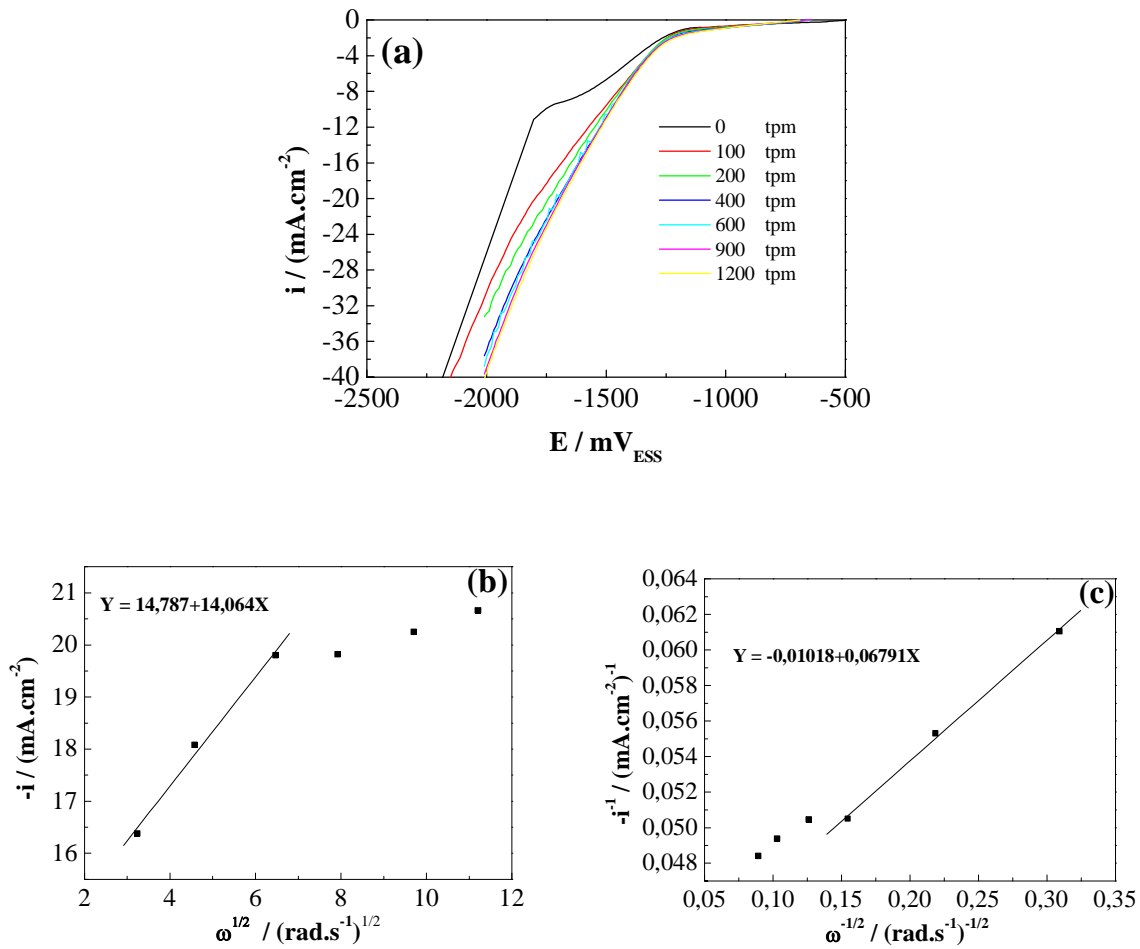 (a)
0
-4
-8
-12
-16
-20
-24
-28
-32
-36
-40
i / (mA.cm⁻²)
0 tpm
100 tpm
200 tpm
400 tpm
600 tpm
900 tpm
1200 tpm
-2500 -2000 -1500 -1000 -500
E / mV_ESS
(b)
Y = 14,787+14,064X
21
20
19
18
17
16
-i / (mA.cm⁻²)
2 4 6 8 10 12
ω^1/2 / (rad.s⁻¹)^1/2
(c)
Y = -0,01018+0,06791X
0,064
0,062
0,060
0,058
0,056
0,054
0,052
0,050
0,048
-i⁻¹ / (mA.cm⁻²)⁻¹
0,05 0,10 0,15 0,20 0,25 0,30 0,35
ω^-1/2 / (rad.s⁻¹)^-1/2